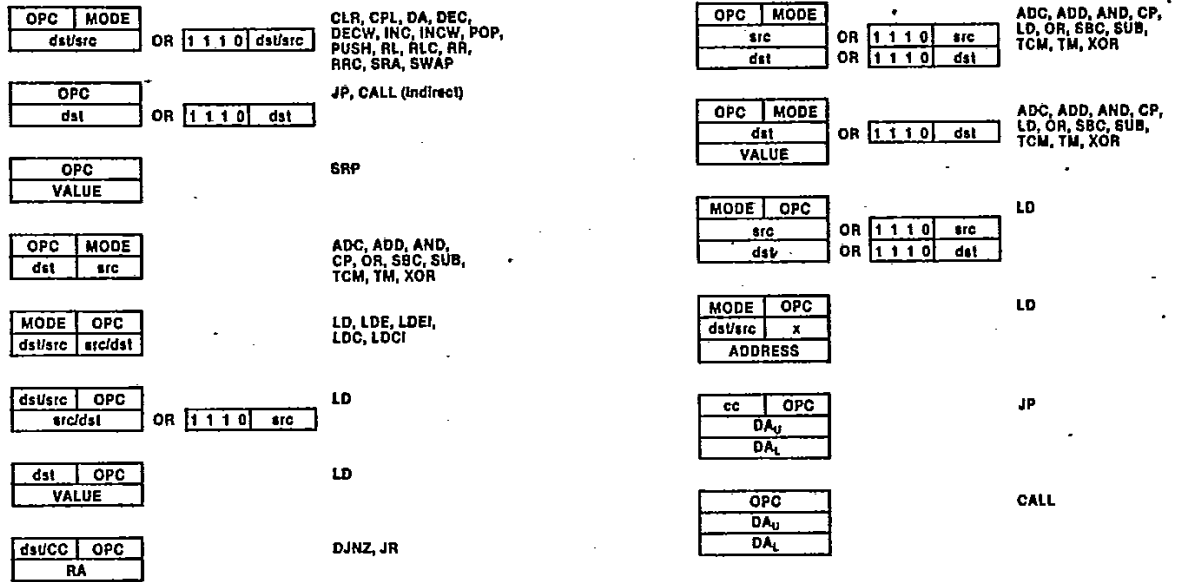 OPC MODE
dst/src OR 1 1 1 0 dst/src
CLR, CPL, DA, DEC,
DECW, INC, INCW, POP,
PUSH, RL, RLC, RR,
RRC, SRA, SWAP
OPC
dst OR 1 1 1 0 dst
JP, CALL (Indirect)
OPC
VALUE
SRP
OPC MODE
dst src
ADC, ADD, AND,
CP, OR, SBC, SUB,
TCM, TM, XOR
MODE OPC
dst/src src/dst
LD, LDE, LDEI,
LDC, LDCI
dst/src OPC
src/dst OR 1 1 1 0 src
LD
dst OPC
VALUE
LD
dst/CC OPC
RA
DJNZ, JR
OPC MODE
src OR 1 1 1 0 src
dst OR 1 1 1 0 dst
ADC, ADD, AND, CP,
LD, OR, SBC, SUB,
TCM, TM, XOR
OPC MODE
dst OR 1 1 1 0 dst
VALUE
ADC, ADD, AND, CP,
LD, OR, SBC, SUB,
TCM, TM, XOR
MODE OPC
src OR 1 1 1 0 src
dst OR 1 1 1 0 dst
LD
MODE OPC
dst/src x
ADDRESS
LD
cc OPC
DAU
DAL
JP
OPC
DAU
DAL
CALL